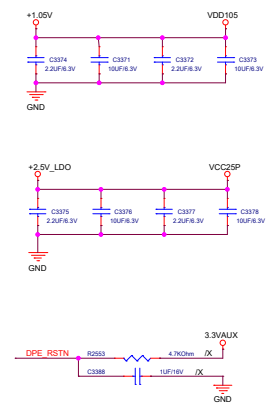 +1.05V VDD105
C3374 C3371 C3372 C3373
2.2UF/6.3V 10UF/6.3V 2.2UF/6.3V 10UF/6.3V
GND
+2.5V_LDO VCC25P
C3375 C3376 C3377 C3378
2.2UF/6.3V 10UF/6.3V 2.2UF/6.3V 10UF/6.3V
GND
3.3VAUX
DPE_RSTN R2553 4.7KOhm /X
C3388 1UF/16V /X
GND